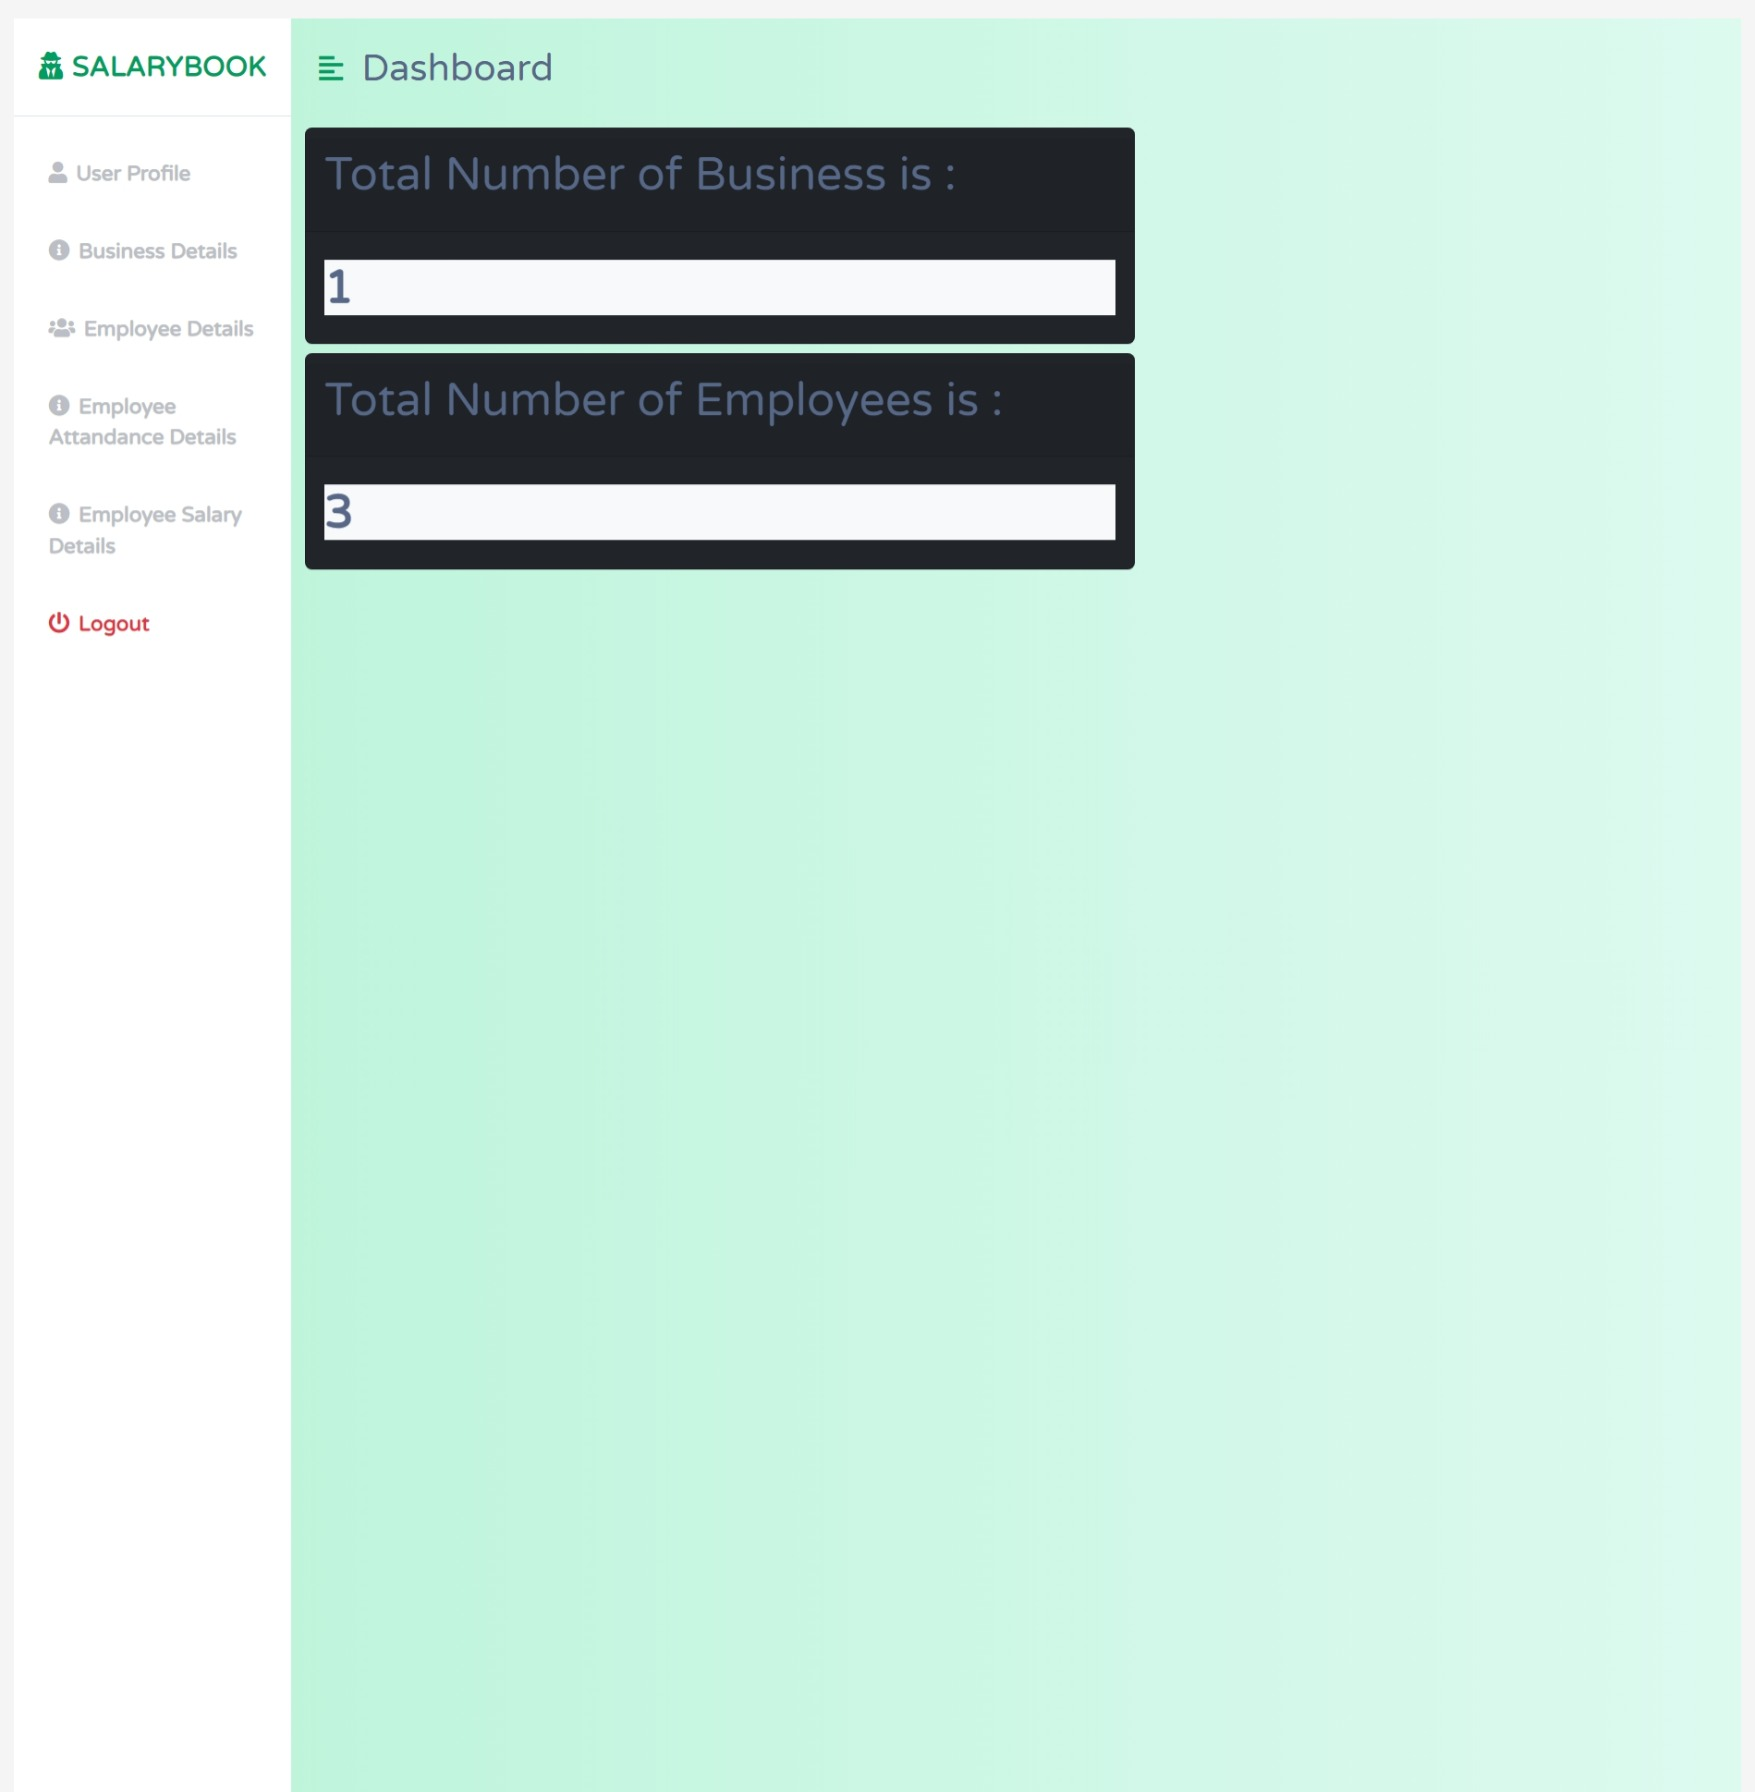 SALARYBOOK
Dashboard
User Profile
Business Details
Employee Details
Employee
Attandance Details
Employee Salary
Details
Logout
Total Number of Business is :
1
Total Number of Employees is :
3